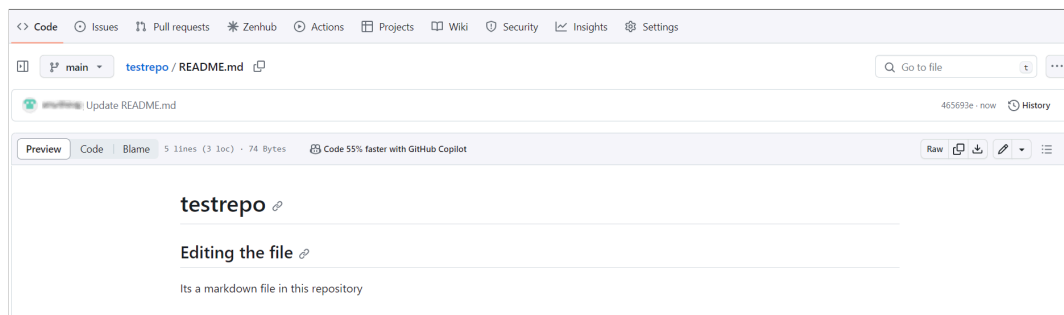 Code Issues Pull requests Zenhub Actions Projects Wiki Security Insights Settings
main testrepo / README.md Go to file t
Update README.md 465693e · now History
Preview Code Blame 5 lines (3 loc) · 74 Bytes Code 55% faster with GitHub Copilot Raw
testrepo
Editing the file
Its a markdown file in this repository